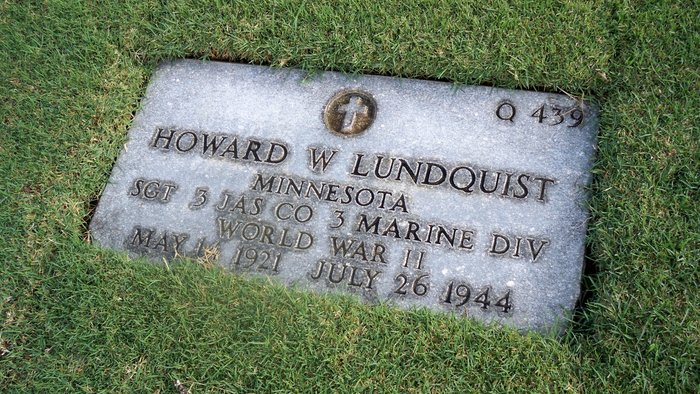 Q 439
HOWARD W LUNDQUIST
MINNESOTA
SGT 3 JAS CO 3 MARINE DIV
WORLD WAR II
MAY 14 1921 JULY 26 1944